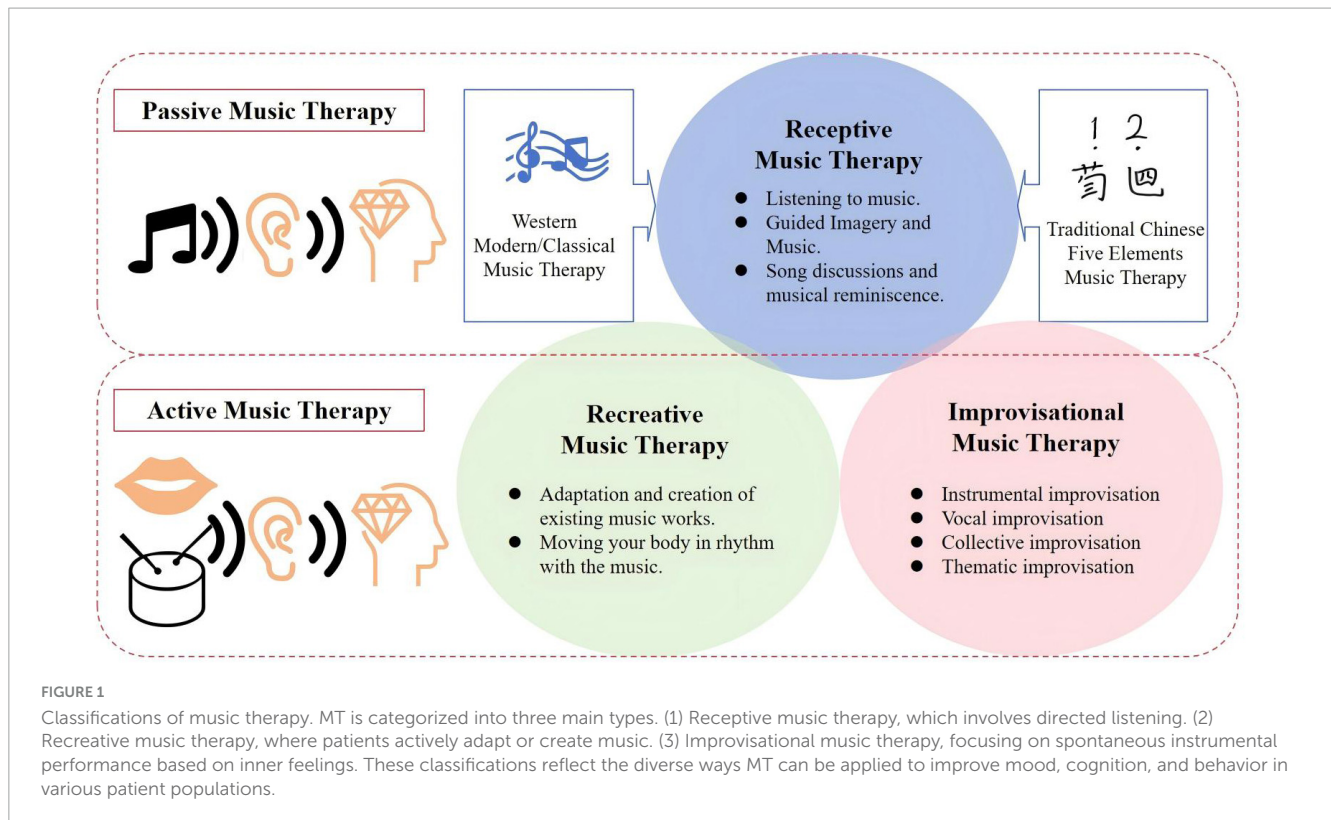 Passive Music Therapy
Western
Modern/Classical
Music Therapy
Receptive
Music Therapy
● Listening to music.
● Guided Imagery and
Music.
● Song discussions and
musical reminiscence.
1 2
Traditional Chinese
Five Elements
Music Therapy
Active Music Therapy
Recreative
Music Therapy
● Adaptation and creation of
existing music works.
● Moving your body in rhythm
with the music.
Improvisational
Music Therapy
● Instrumental improvisation
● Vocal improvisation
● Collective improvisation
● Thematic improvisation
FIGURE 1
Classifications of music therapy. MT is categorized into three main types. (1) Receptive music therapy, which involves directed listening. (2)
Recreative music therapy, where patients actively adapt or create music. (3) Improvisational music therapy, focusing on spontaneous instrumental
performance based on inner feelings. These classifications reflect the diverse ways MT can be applied to improve mood, cognition, and behavior in
various patient populations.